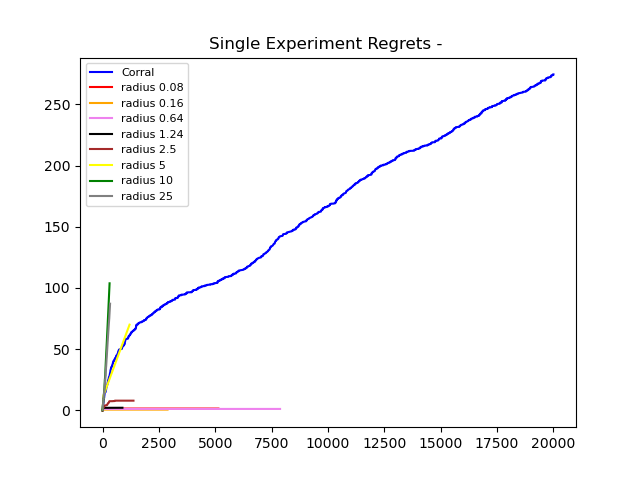 Single Experiment Regrets -
Corral
radius 0.08
radius 0.16
radius 0.64
radius 1.24
radius 2.5
radius 5
radius 10
radius 25
250
200
150
100
50
0
0 2500 5000 7500 10000 12500 15000 17500 20000